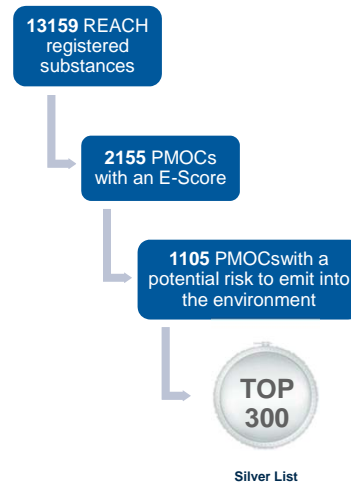 13159 REACH
registered
substances
2155 PMOCs
with an E-Score
1105 PMOCswith a
potential risk to emit into
the environment
TOP
300
Silver List